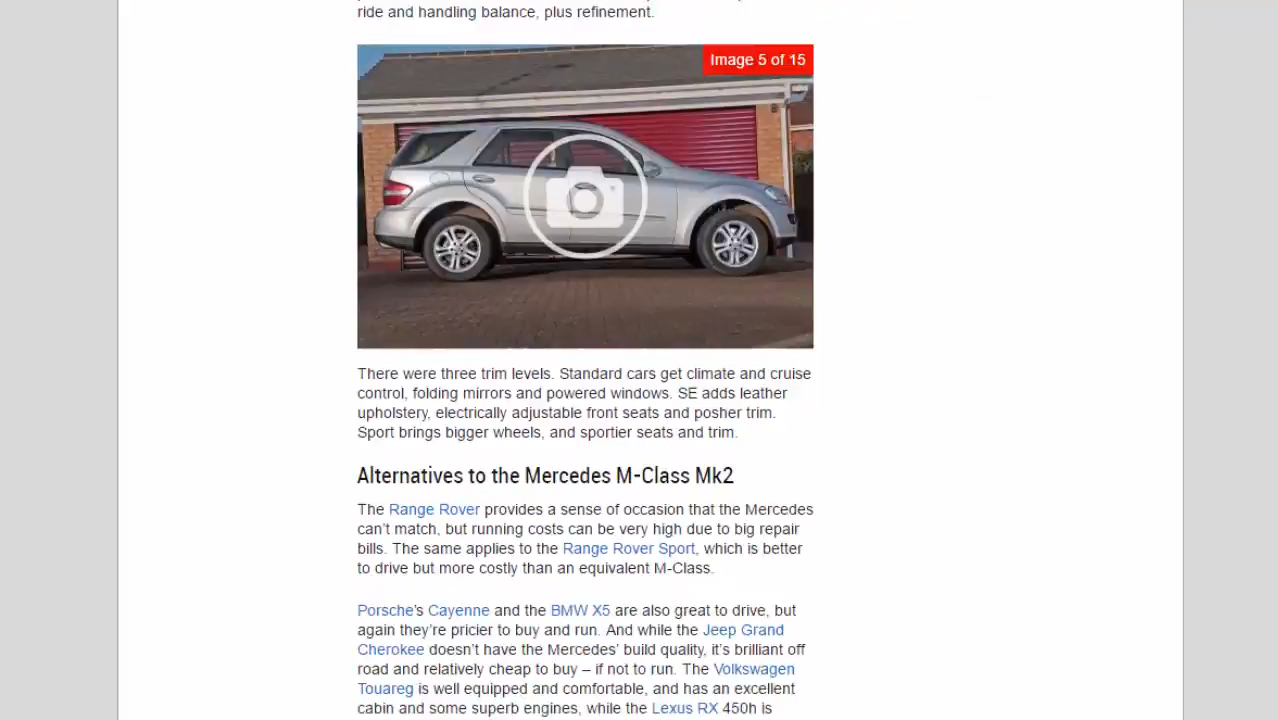 ride and handling balance, plus refinement.
Image 5 of 15
There were three trim levels. Standard cars get climate and cruise
control, folding mirrors and powered windows. SE adds leather
upholstery, electrically adjustable front seats and posher trim.
Sport brings bigger wheels, and sportier seats and trim.
Alternatives to the Mercedes M-Class Mk2
The Range Rover provides a sense of occasion that the Mercedes
can’t match, but running costs can be very high due to big repair
bills. The same applies to the Range Rover Sport, which is better
to drive but more costly than an equivalent M-Class.
Porsche’s Cayenne and the BMW X5 are also great to drive, but
again they’re pricier to buy and run. And while the Jeep Grand
Cherokee doesn’t have the Mercedes’ build quality, it’s brilliant off
road and relatively cheap to buy – if not to run. The Volkswagen
Touareg is well equipped and comfortable, and has an excellent
cabin and some superb engines, while the Lexus RX 450h is